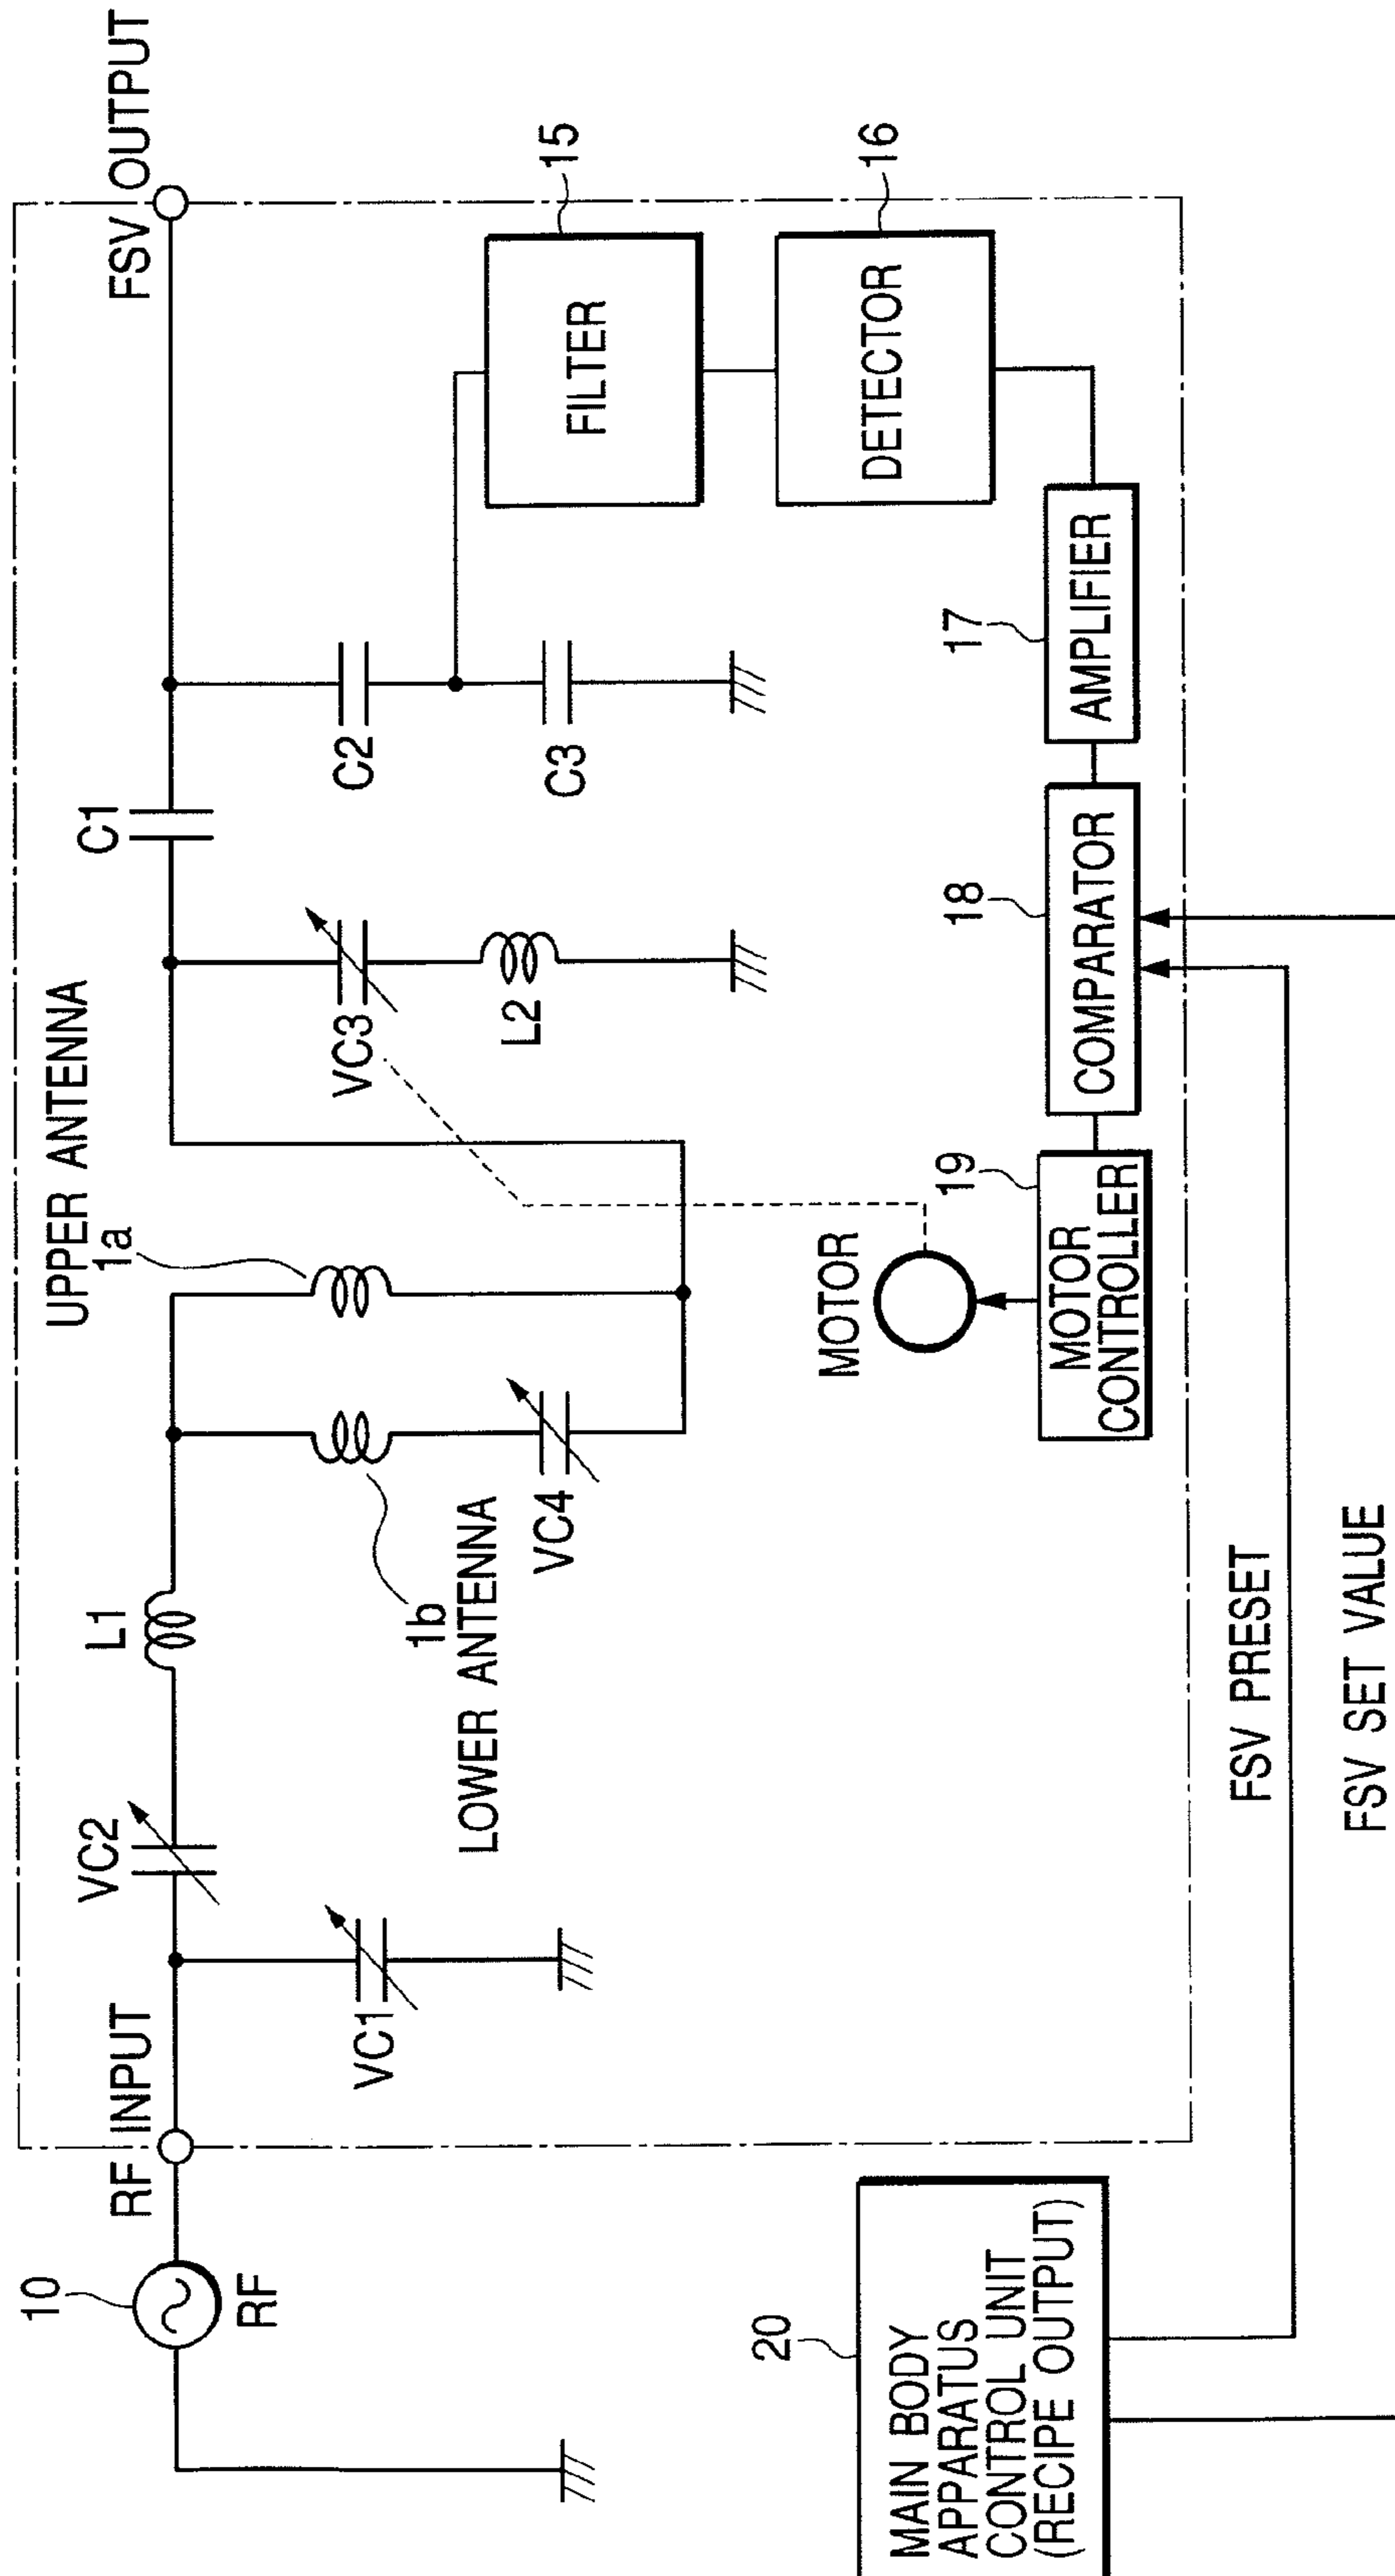 10
RF
RF INPUT
VC1
VC2
L1
UPPER ANTENNA
1a
1b
LOWER ANTENNA
VC4
VC3
L2
C1
C2
C3
FSV OUTPUT
FILTER
15
DETECTOR
16
17
AMPLIFIER
18
COMPARATOR
19
MOTOR
CONTROLLER
MOTOR
20
MAIN BODY
APPARATUS
CONTROL UNIT
(RECIPE OUTPUT)
FSV PRESET
FSV SET VALUE